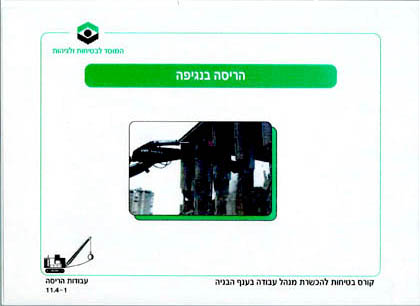 המוסד לבטיחות ולגיהות
הריסה בנגיפה
קורס בטיחות להכשרת מנהל עבודה בענף הבניה
עבודות הריסה
11.4-1